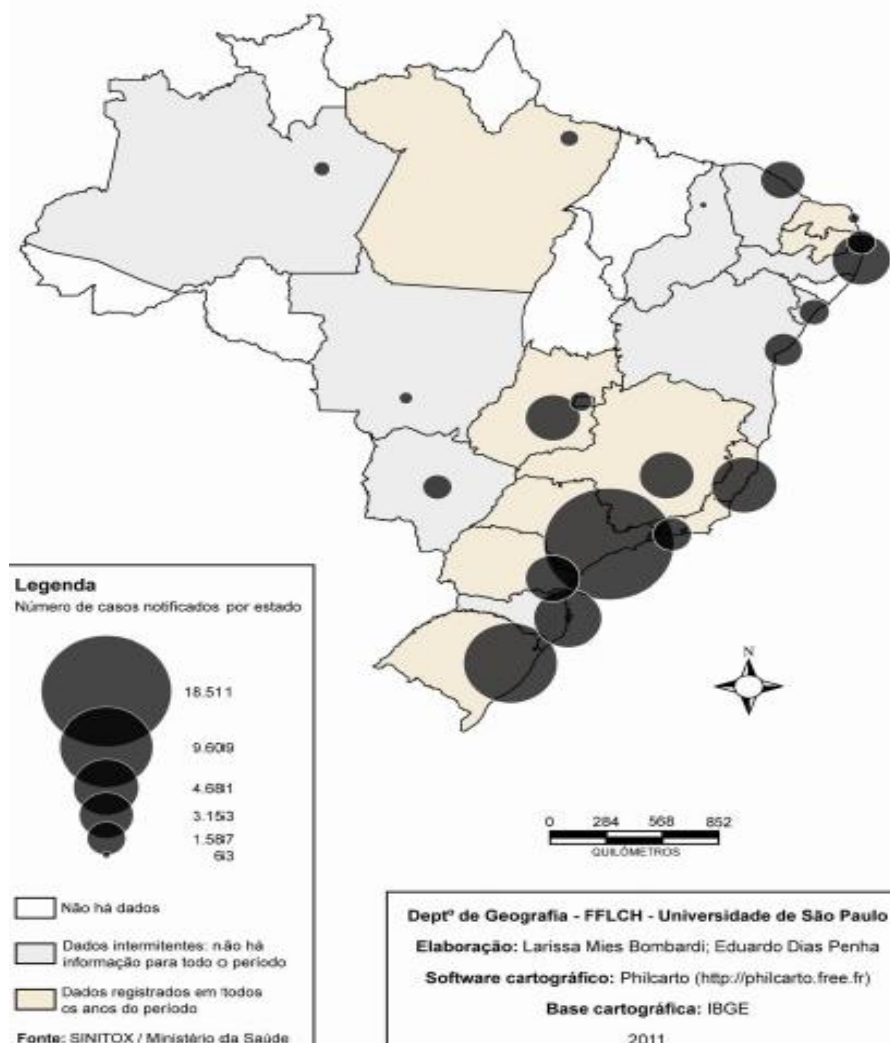 Legenda
Número de casos notificados por estado
18.511
9.609
4.681
3.153
1.587
63
Não há dados
Dados intermitentes: não há
informação para todo o período
Dados registrados em todos
os anos do período
Fonte: SINITOX / Ministério da Saúde
N
0 284 568 852
QUILÔMETROS
Deptº de Geografia - FFLCH - Universidade de São Paulo
Elaboração: Larissa Mies Bombardi; Eduardo Dias Penha
Software cartográfico: Philcarto (http://philcarto.free.fr)
Base cartográfica: IBGE
2011